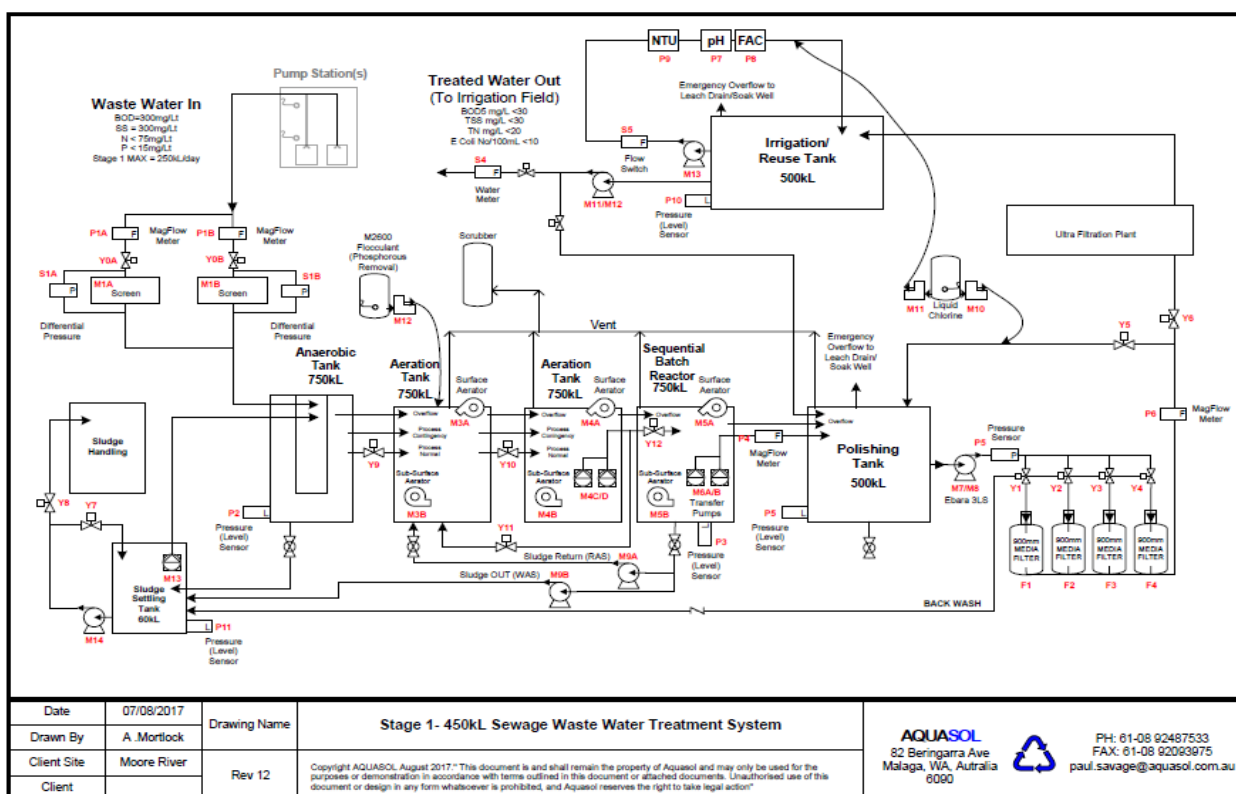 Pump Station(s)
Waste Water In
BOD=300mg/Lt
SS = 300mg/Lt
N < 75mg/Lt
P < 15mg/Lt
Stage 1 MAX = 250kL/day
Treated Water Out
(To Irrigation Field)
BOD5 mg/L <30
TSS mg/L <30
TN mg/L <20
E Coli No/100mL <10
NTU
pH
FAC
P9
P7
P8
Emergency Overflow to
Leach Drain/Soak Well
S5
F
Flow
Switch
M13
Irrigation/
Reuse Tank
500kL
S4
F
Water
Meter
M11/M12
P10
L
Pressure
(Level)
Sensor
P1A
F
MagFlow
Meter
P1B
F
MagFlow
Meter
Y0A
Y0B
S1A
P
M1A
Screen
M1B
Screen
S1B
P
Differential
Pressure
Differential
Pressure
M2600
Flocculant
(Phosphorous
Removal)
M12
Scrubber
Vent
Ultra Filtration Plant
M11
Liquid
Chlorine
M10
Y5
Y6
Emergency
Overflow to
Leach Drain/
Soak Well
Anaerobic
Tank
750kL
Aeration
Tank
750kL
Surface
Aerator
M3A
Overflow
Process
Contingency
Process
Normal
Sub-Surface
Aerator
M3B
Y9
Aeration
Tank
750kL
Surface
Aerator
M4A
Overflow
Process
Contingency
Process
Normal
Sub-Surface
Aerator
M4B
M4C/D
Y10
Y11
Y12
Sequential
Batch
Reactor
750kL
Surface
Aerator
M5A
Overflow
Sub-Surface
Aerator
M5B
M6A/B
Transfer
Pumps
P4
F
MagFlow
Meter
L
P3
Pressure
(Level)
Sensor
Overflow
Polishing
Tank
500kL
P5
L
Pressure
(Level)
Sensor
Pressure
Sensor
P5
P
M7/M8
Ebara 3LS
P6
F
MagFlow
Meter
Y1
Y2
Y3
Y4
900mm
MEDIA
FILTER
900mm
MEDIA
FILTER
900mm
MEDIA
FILTER
900mm
MEDIA
FILTER
F1
F2
F3
F4
BACK WASH
Sludge
Handling
Y8
Y7
P2
L
Pressure
(Level)
Sensor
M13
Sludge
Settling
Tank
60kL
M14
L
P11
Pressure
(Level)
Sensor
Sludge Return (RAS)
M9A
Sludge OUT (WAS)
M9B
Date
07/08/2017
Drawn By
A .Mortlock
Client Site
Moore River
Client
Drawing Name
Rev 12
Stage 1- 450kL Sewage Waste Water Treatment System
Copyright AQUASOL August 2017." This document is and shall remain the property of Aquasol and may only be used for the
purposes or demonstration in accordance with terms outlined in this document or attached documents. Unauthorised use of this
document or design in any form whatsoever is prohibited, and Aquasol reserves the right to take legal action"
AQUASOL
82 Beringarra Ave
Malaga, WA, Autralia
6090
PH: 61-08 92487533
FAX: 61-08 92093975
paul.savage@aquasol.com.au